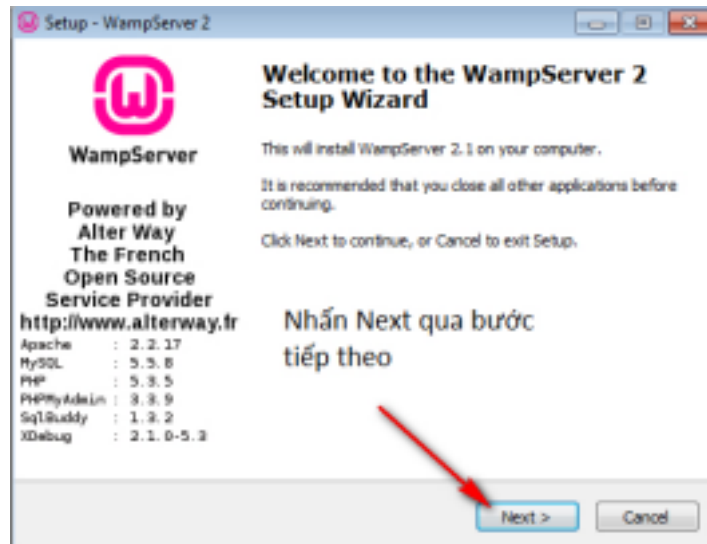 Setup - WampServer 2
WampServer
Powered by
Alter Way
The French
Open Source
Service Provider
http://www.alterway.fr
Apache : 2.2.17
MySQL : 5.5.8
PHP : 5.3.5
PHPMyAdmin : 3.3.9
SqlBuddy : 1.3.2
XDebug : 2.1.0-5.3
Welcome to the WampServer 2
Setup Wizard
This will install WampServer 2.1 on your computer.
It is recommended that you close all other applications before
continuing.
Click Next to continue, or Cancel to exit Setup.
Nhấn Next qua bước
tiếp theo
Next >
Cancel